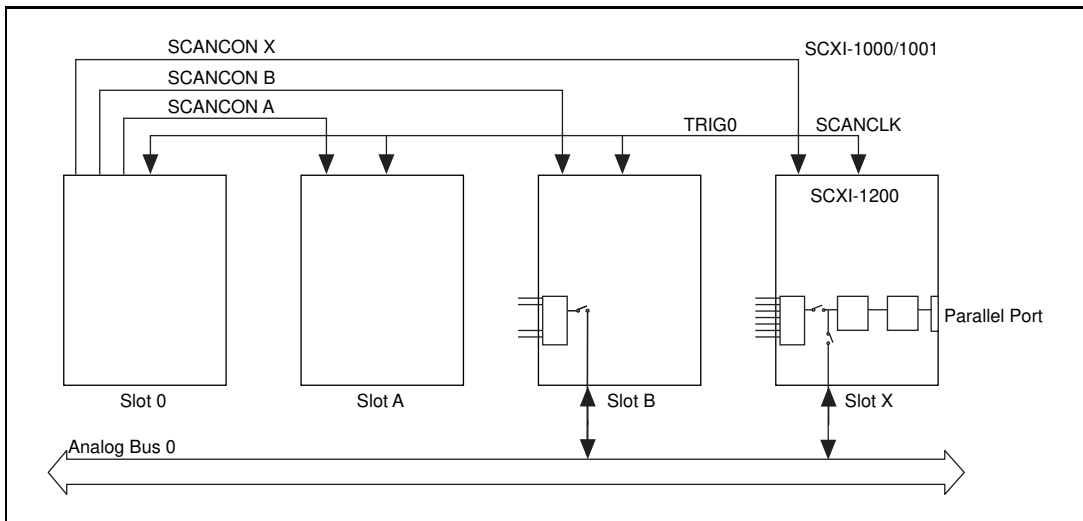 SCANCON X
SCXI-1000/1001
SCANCON B
SCANCON A
TRIG0
SCANCLK
SCXI-1200
Parallel Port
Slot 0
Slot A
Slot B
Slot X
Analog Bus 0